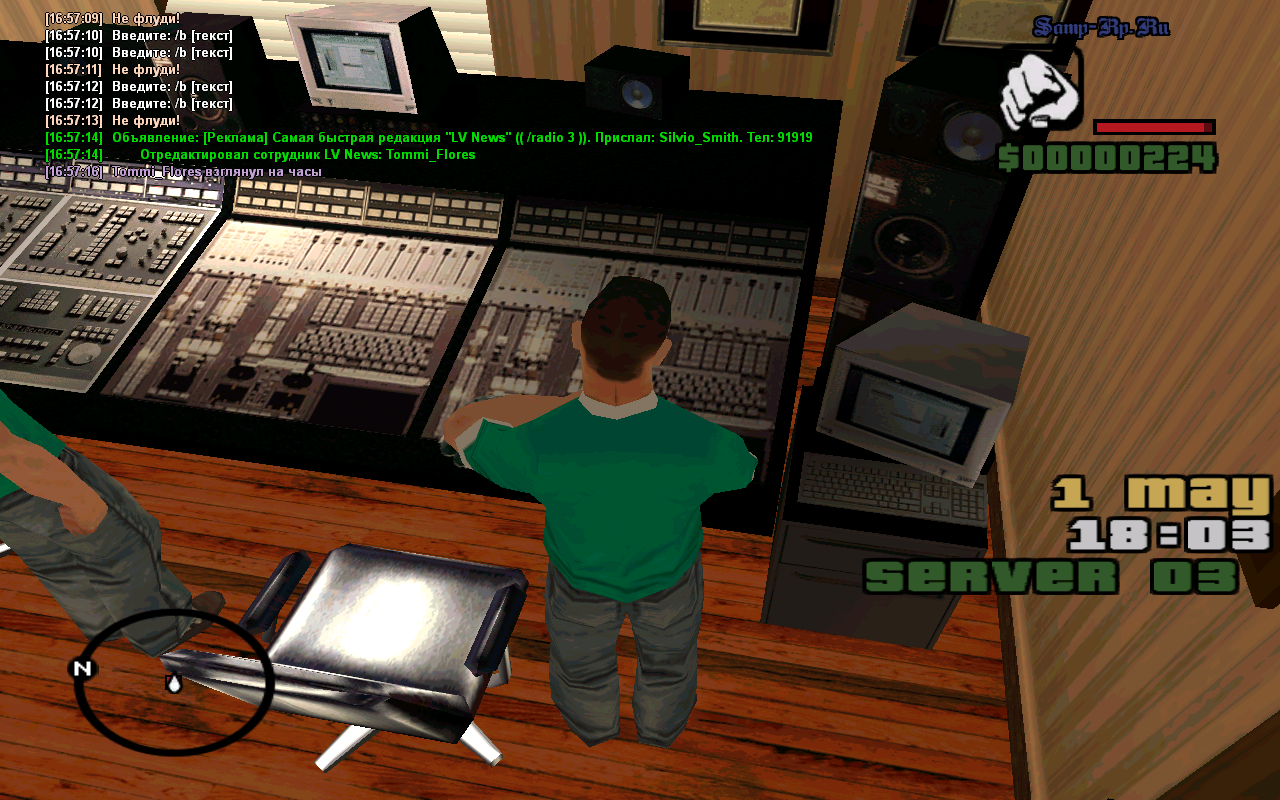 [16:57:09] Не флуди!
[16:57:10] Введите: /b [текст]
[16:57:10] Введите: /b [текст]
[16:57:11] Не флуди!
[16:57:12] Введите: /b [текст]
[16:57:12] Введите: /b [текст]
[16:57:13] Не флуди!
[16:57:14] Объявление: [Реклама] Самая быстрая редакция "LV News" (( /radio 3 )). Прислал: Silvio_Smith. Тел: 91919
[16:57:14] Отредактировал сотрудник LV News: Tommi_Flores
[16:57:16] Tommi_Flores взглянул на часы
Samp-Rp.Ru
$00000224
1 may
18:03
SERVER 03
N